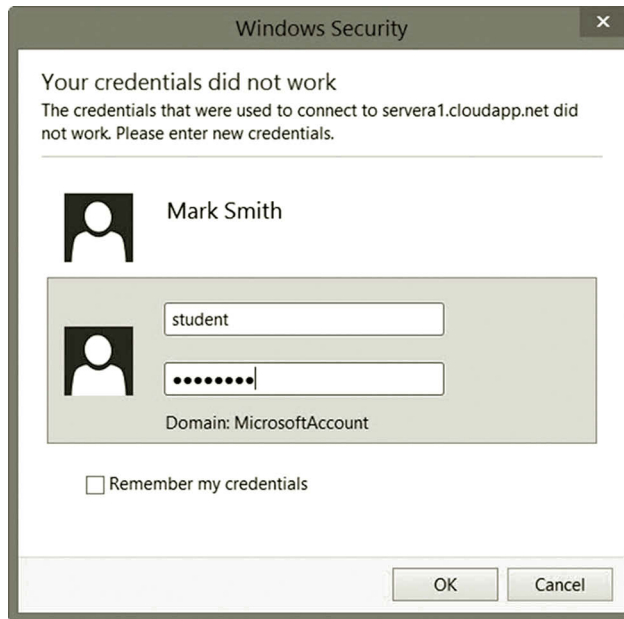 Windows Security
Your credentials did not work
The credentials that were used to connect to servera1.cloudapp.net did
not work. Please enter new credentials.
Mark Smith
student
••••••••
Domain: MicrosoftAccount
Remember my credentials
OK Cancel